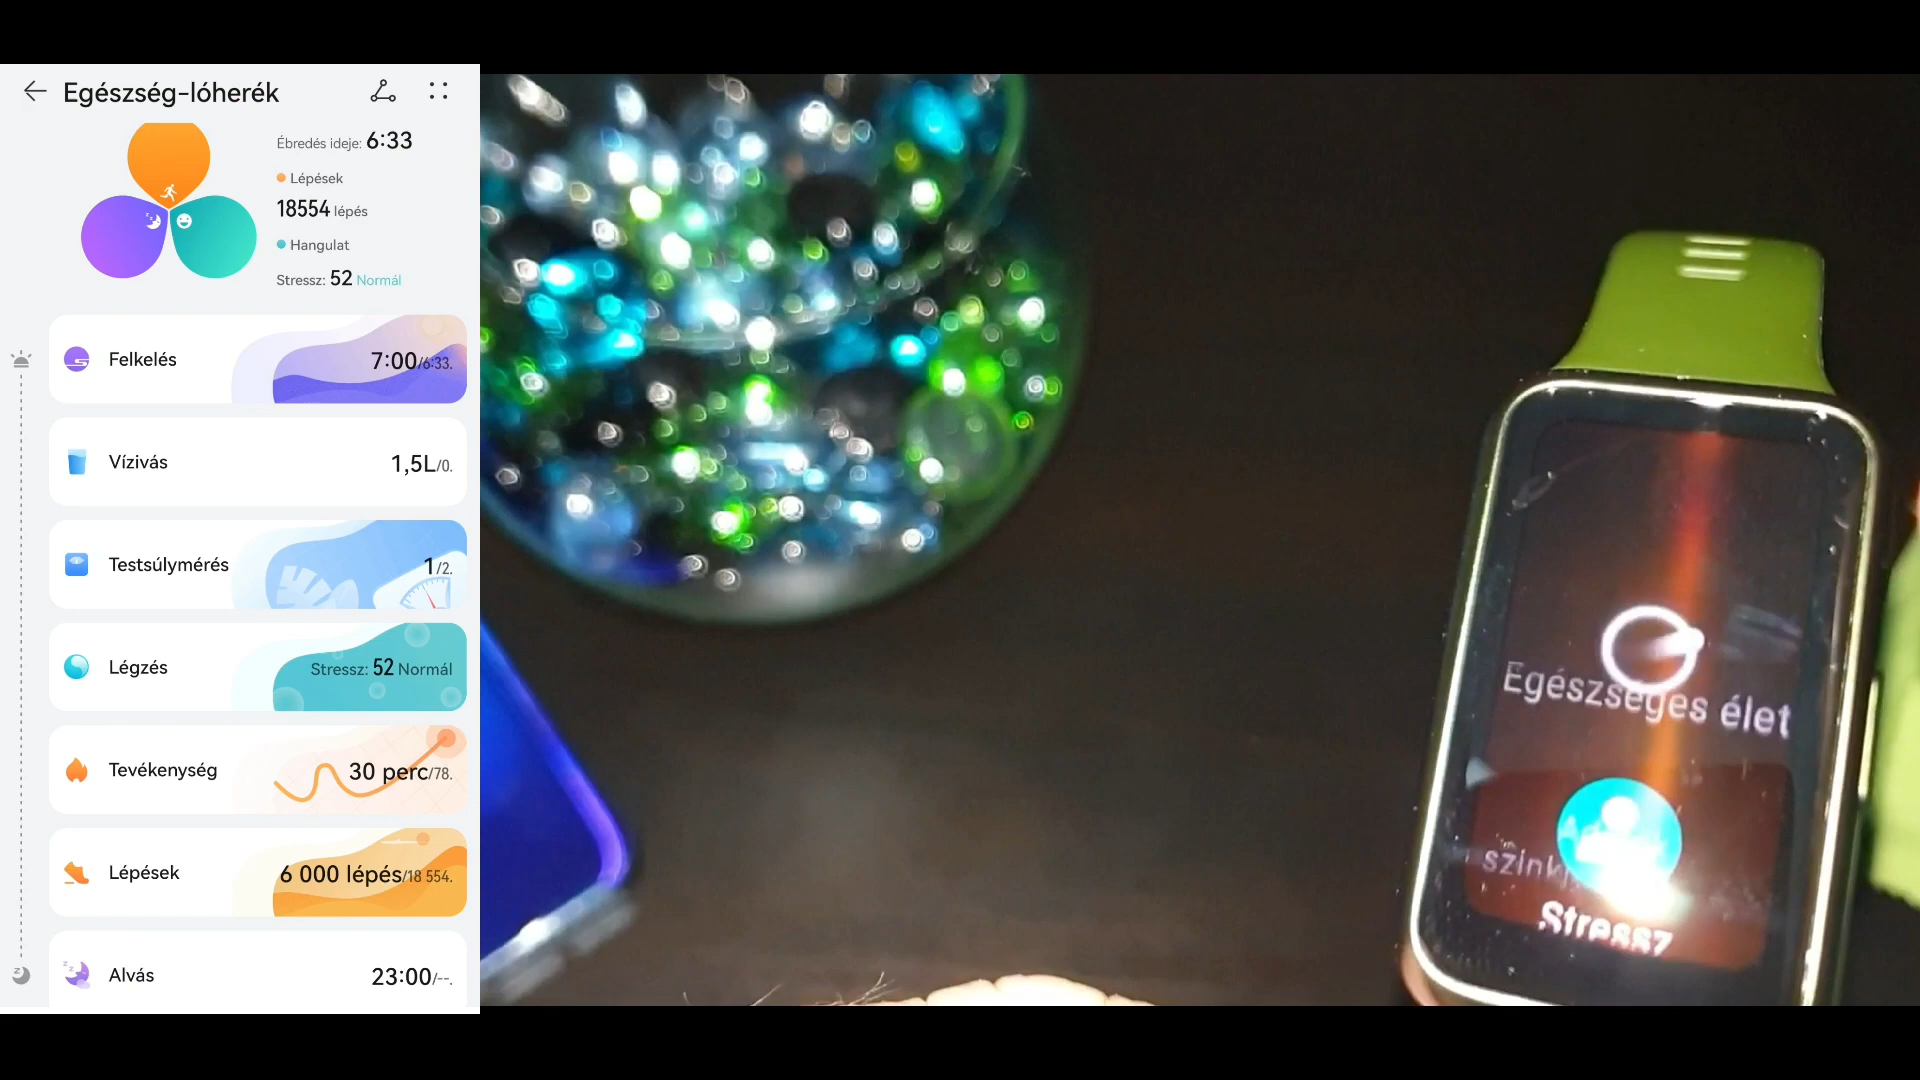 Egészség-lóherék
Ébredés ideje: 6:33
Lépések
18554 lépés
Hangulat
Stressz: 52 Normál
Felkelés 7:00/6:33.
Vízivás 1,5L/0.
Testsúlymérés 1/2.
Légzés Stressz: 52 Normál
Tevékenység 30 perc/78.
Lépések 6 000 lépés/18 554.
Alvás 23:00/--.
Egészséges élet
Stressz